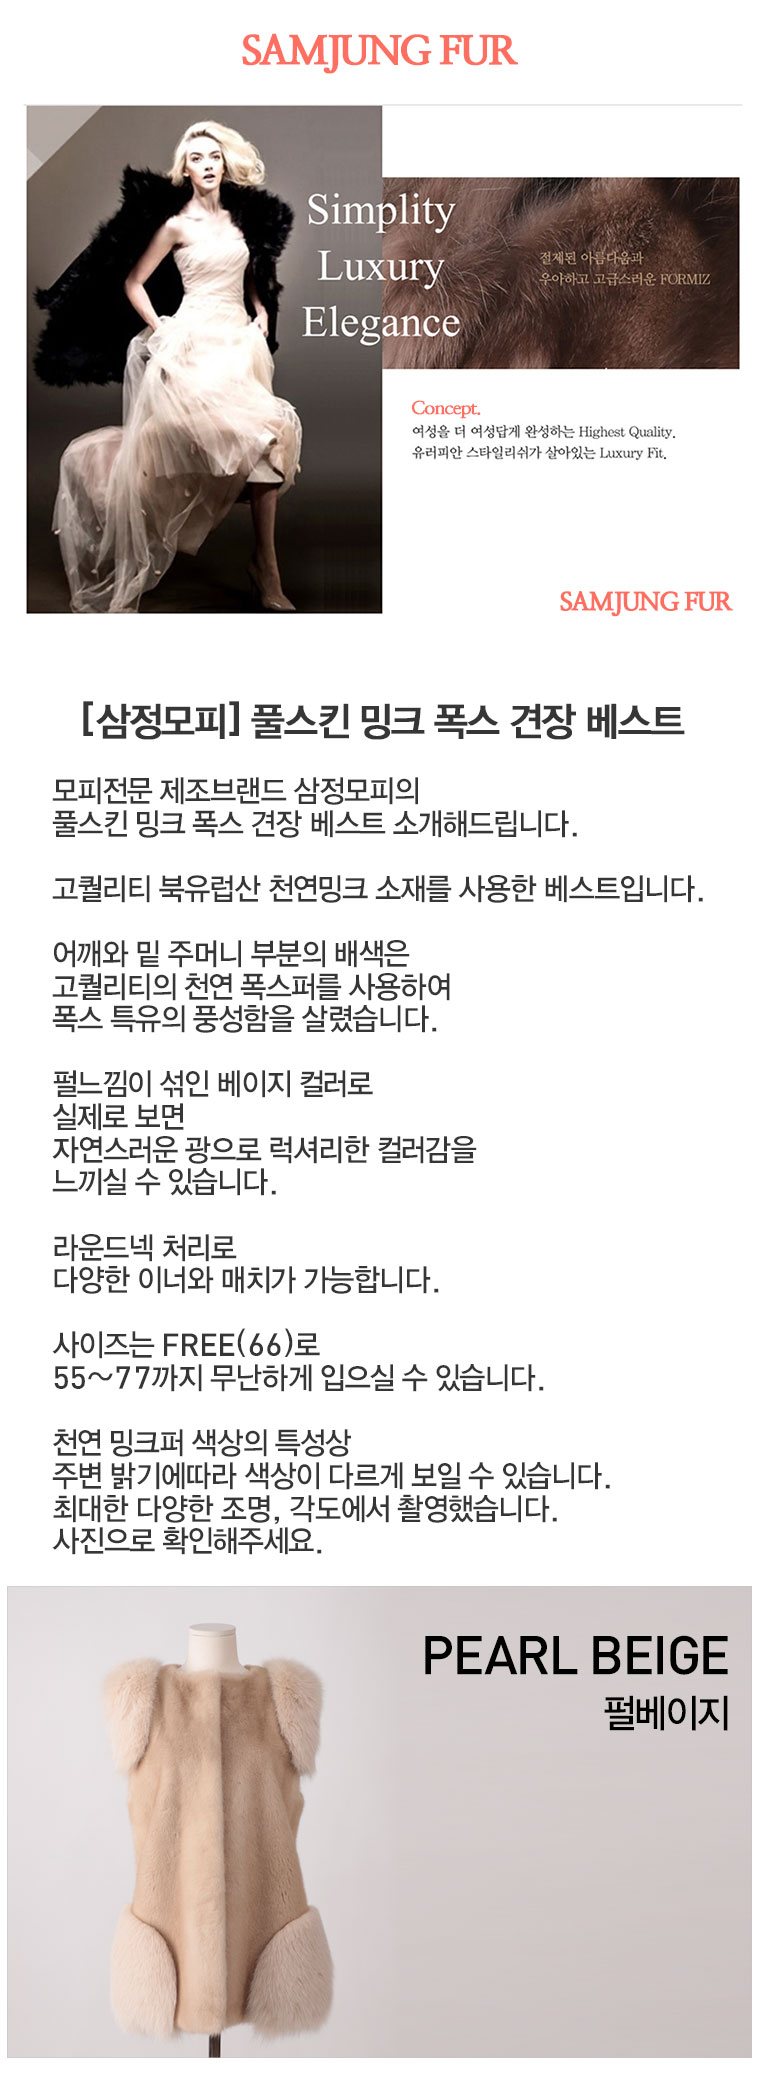 SAMJUNG FUR
Simplity
Luxury
Elegance
절제된 아름다움과
우아하고 고급스러운 FORMIZ
Concept.
여성을 더 여성답게 완성하는 Highest Quality.
유러피안 스타일리쉬가 살아있는 Luxury Fit.
SAMJUNG FUR
[삼정모피] 풀스킨 밍크 폭스 견장 베스트
모피전문 제조브랜드 삼정모피의
풀스킨 밍크 폭스 견장 베스트 소개해드립니다.
고퀄리티 북유럽산 천연밍크 소재를 사용한 베스트입니다.
어깨와 밑 주머니 부분의 배색은
고퀄리티의 천연 폭스퍼를 사용하여
폭스 특유의 풍성함을 살렸습니다.
펄느낌이 섞인 베이지 컬러로
실제로 보면
자연스러운 광으로 럭셔리한 컬러감을
느끼실 수 있습니다.
라운드넥 처리로
다양한 이너와 매치가 가능합니다.
사이즈는 FREE(66)로
55~77까지 무난하게 입으실 수 있습니다.
천연 밍크퍼 색상의 특성상
주변 밝기에따라 색상이 다르게 보일 수 있습니다.
최대한 다양한 조명, 각도에서 촬영했습니다.
사진으로 확인해주세요.
PEARL BEIGE
펄베이지